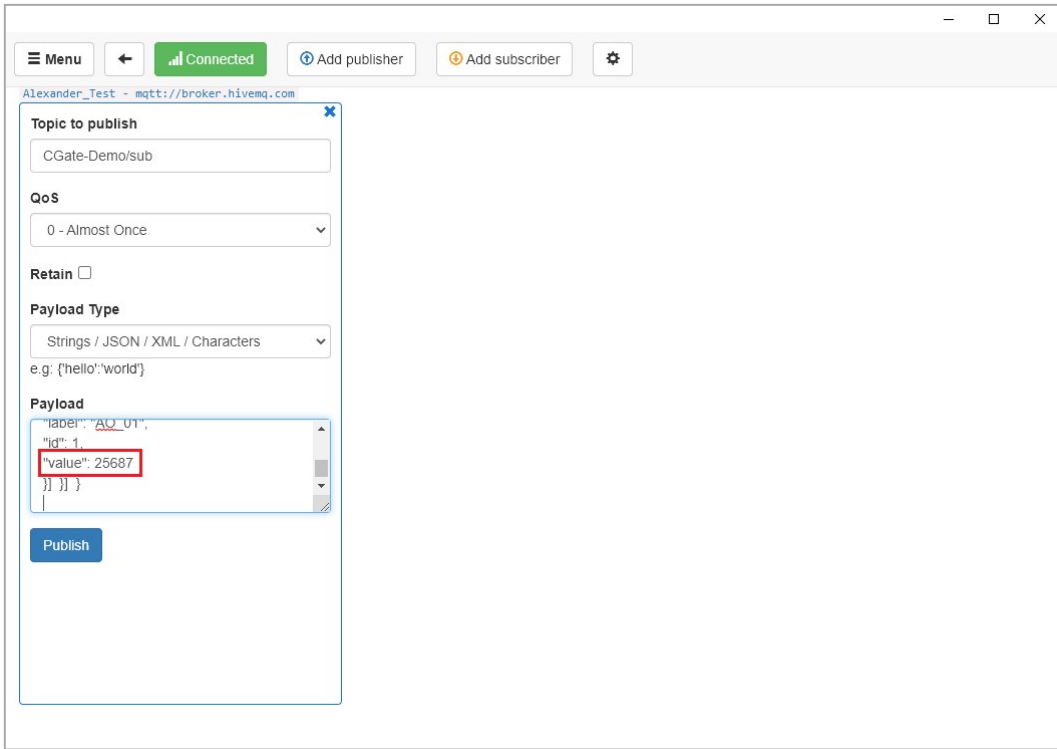 Menu
Connected
Add publisher
Add subscriber
Alexander_Test - mqtt://broker.hivemq.com
Topic to publish
CGate-Demo/sub
QoS
0 - Almost Once
Retain
Payload Type
Strings / JSON / XML / Characters
e.g: {'hello':'world'}
Payload
"label": "AO_01",
"id": 1,
"value": 25687
}] }] }
Publish